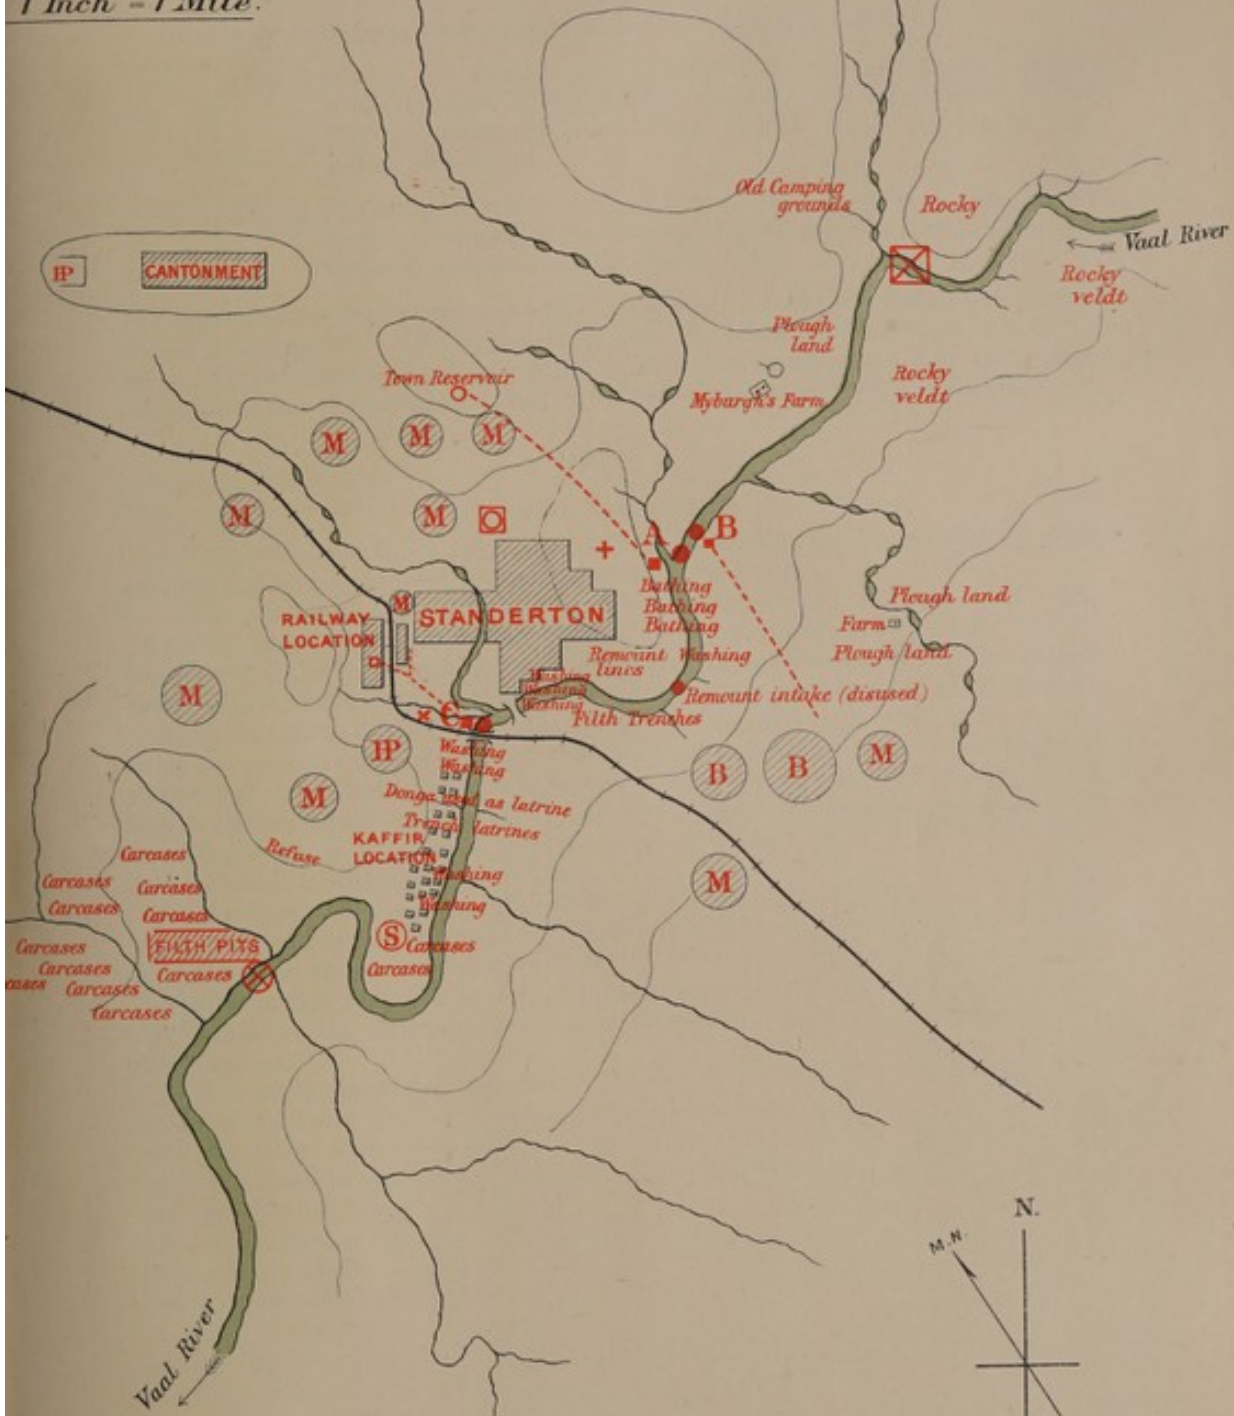 1 Inch = 1 Mile.
Old Camping
grounds
Rocky
Vaal River
Rocky
veldt
HP
CANTONMENT
Plough
land
Rocky
veldt
Town Reservoir
Mybargh's Farm
M
M
M
M
M
A
B
Bathing
Bathing
Bathing
Plough land
Farm
Plough land
M
RAILWAY
LOCATION
STANDERTON
Remount Washing
lines
Washing
Washing
Washing
Remount intake (disused)
Filth Trenches
M
C
HP
Washing
Washing
B
B
M
M
Donga used as latrine
Trench latrines
KAFFIR
LOCATION
Refuse
Washing
Washing
M
Carcases
Carcases
Carcases
Carcases
Carcases
FILTH PITS
Carcases
Carcases
Carcases
cases
Carcases
Carcases
S
Carcases
Carcases
N.
M.N.
Vaal River